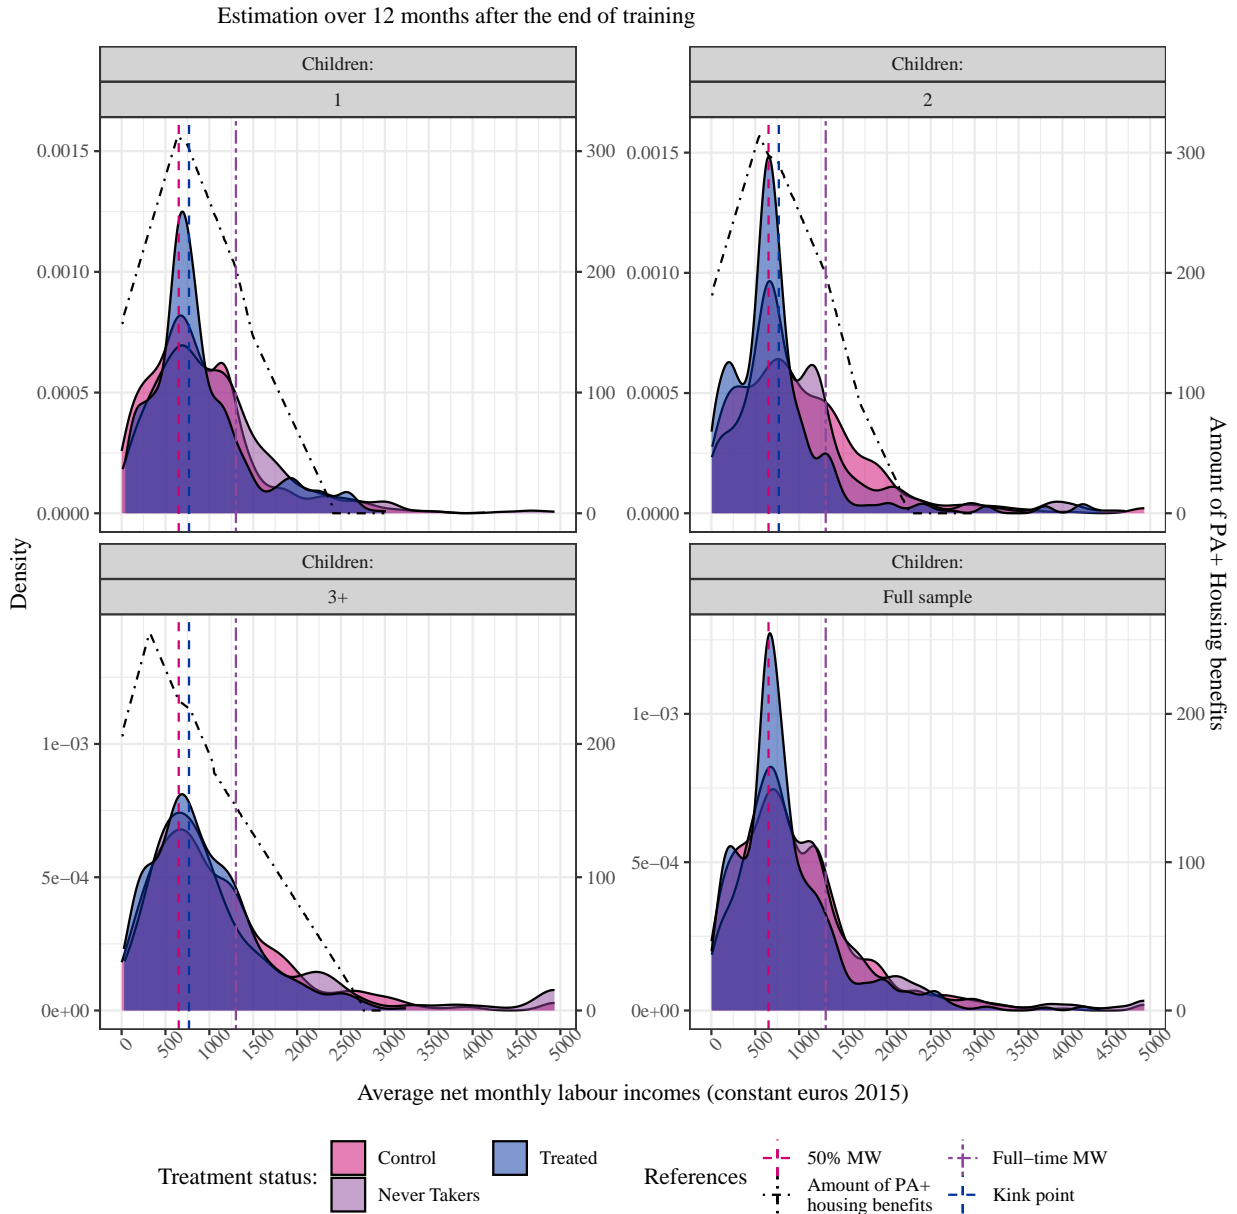 Estimation over 12 months after the end of training
Children:
1
Children:
2
0.0015
0.0010
0.0005
0.0000
300
200
100
0
0.0015
0.0010
0.0005
0.0000
300
200
100
0
Density
Amount of PA+ Housing benefits
Children:
3+
Children:
Full sample
1e−03
5e−04
0e+00
200
100
0
1e−03
5e−04
0e+00
200
100
0
0 500 1000 1500 2000 2500 3000 3500 4000 4500 5000
0 500 1000 1500 2000 2500 3000 3500 4000 4500 5000
Average net monthly labour incomes (constant euros 2015)
Treatment status:
Control
Treated
Never Takers
References
50% MW
Full−time MW
Amount of PA+
housing benefits
Kink point